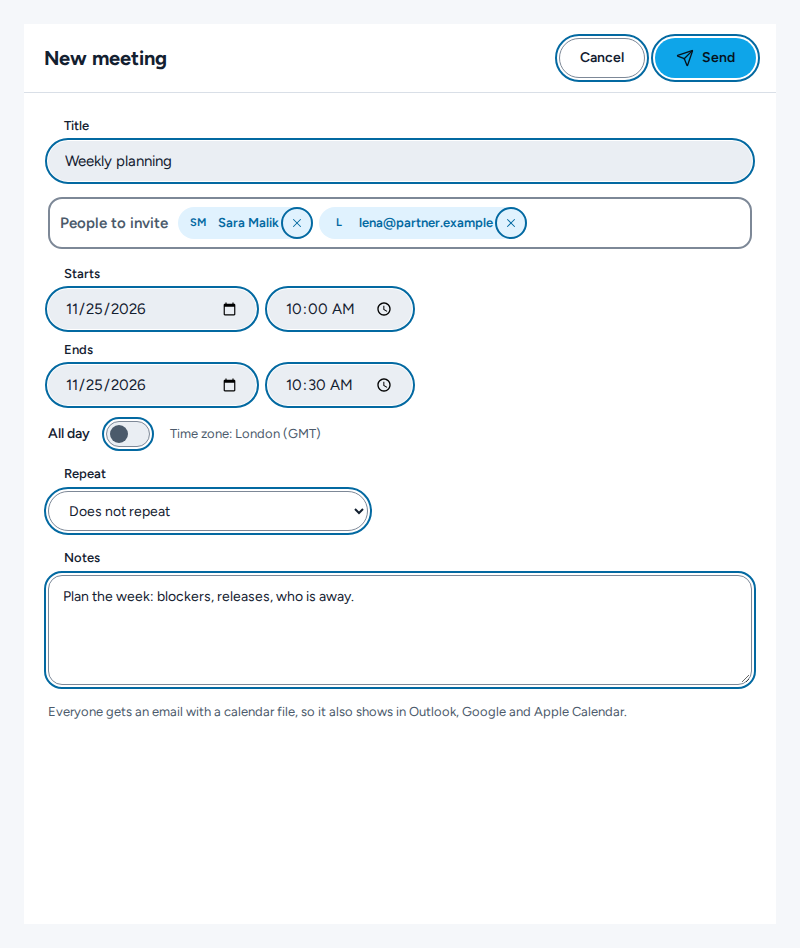 New meeting
Cancel
Send
Title
Weekly planning
People to invite SM Sara Malik L lena@partner.example
Starts
11/25/2026 10:00 AM
Ends
11/25/2026 10:30 AM
All day Time zone: London (GMT)
Repeat
Does not repeat
Notes
Plan the week: blockers, releases, who is away.
Everyone gets an email with a calendar file, so it also shows in Outlook, Google and Apple Calendar.